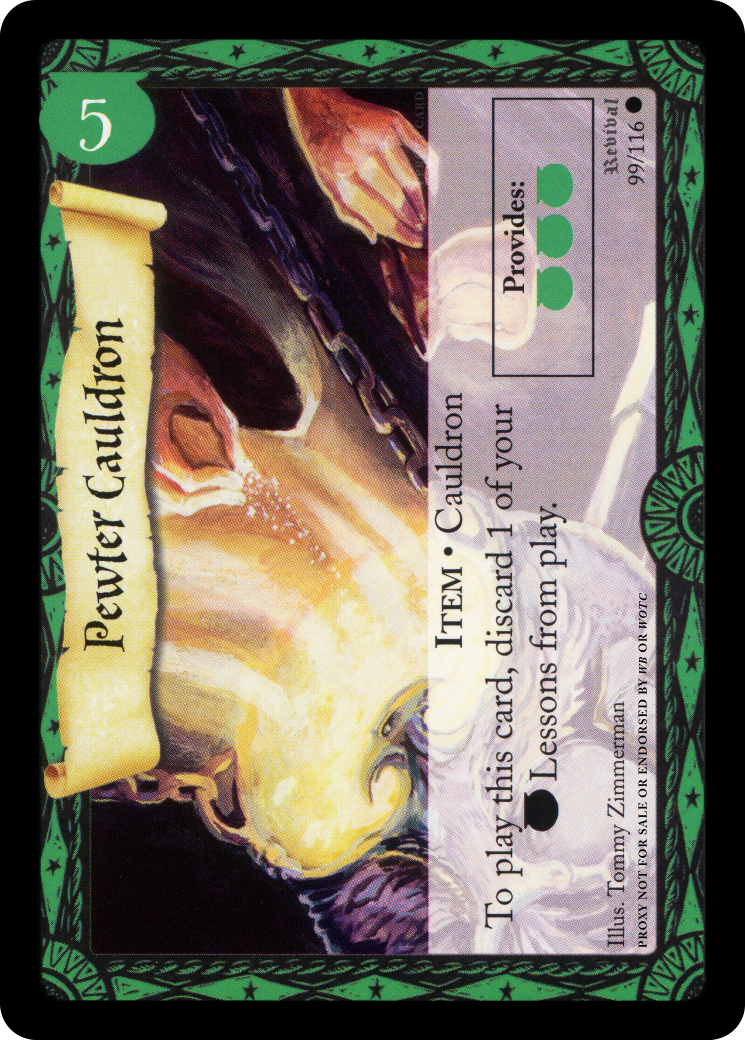 5
Pewter Cauldron
ITEM • Cauldron
To play this card, discard 1 of your
Lessons from play.
Provides:
Illus. Tommy Zimmerman
PROXY NOT FOR SALE OR ENDORSED BY WB OR WOTC
Revival
99/116